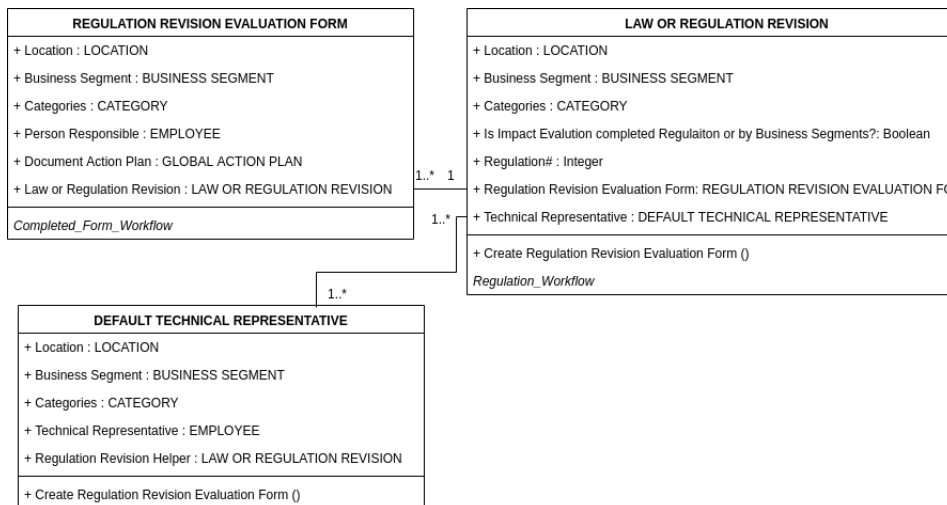 REGULATION REVISION EVALUATION FORM
+ Location : LOCATION
+ Business Segment : BUSINESS SEGMENT
+ Categories : CATEGORY
+ Person Responsible : EMPLOYEE
+ Document Action Plan : GLOBAL ACTION PLAN
+ Law or Regulation Revision : LAW OR REGULATION REVISION
Completed_Form_Workflow
1..* 1
1..*
1..*
LAW OR REGULATION REVISION
+ Location : LOCATION
+ Business Segment : BUSINESS SEGMENT
+ Categories : CATEGORY
+ Is Impact Evalution completed Regulaiton or by Business Segments?: Boolean
+ Regulation# : Integer
+ Regulation Revision Evaluation Form: REGULATION REVISION EVALUATION FO
+ Technical Representative : DEFAULT TECHNICAL REPRESENTATIVE
+ Create Regulation Revision Evaluation Form ()
Regulation_Workflow
DEFAULT TECHNICAL REPRESENTATIVE
+ Location : LOCATION
+ Business Segment : BUSINESS SEGMENT
+ Categories : CATEGORY
+ Technical Representative : EMPLOYEE
+ Regulation Revision Helper : LAW OR REGULATION REVISION
+ Create Regulation Revision Evaluation Form ()